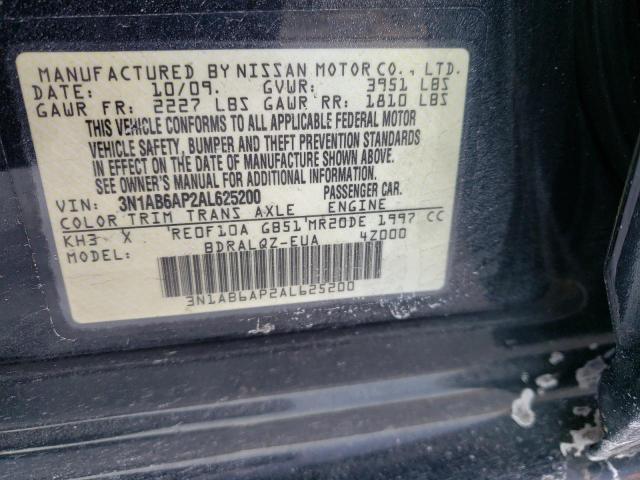 MANUFACTURED BY NISSAN MOTOR CO., LTD.
DATE: 10/09. GVWR: 3951 LBS
GAWR FR: 2227 LBS GAWR RR: 1810 LBS
THIS VEHICLE CONFORMS TO ALL APPLICABLE FEDERAL MOTOR
VEHICLE SAFETY, BUMPER AND THEFT PREVENTION STANDARDS
IN EFFECT ON THE DATE OF MANUFACTURE SHOWN ABOVE.
SEE OWNER'S MANUAL FOR ADDITIONAL INFORMATION.
VIN: 3N1AB6AP2AL625200 PASSENGER CAR.
COLOR TRIM TRANS AXLE ENGINE
KH3 X 'RE0F10A GB51'MR20DE 1997 CC
MODEL: BDRALQZ-EUA 4Z000
3N1AB6AP2AL625200